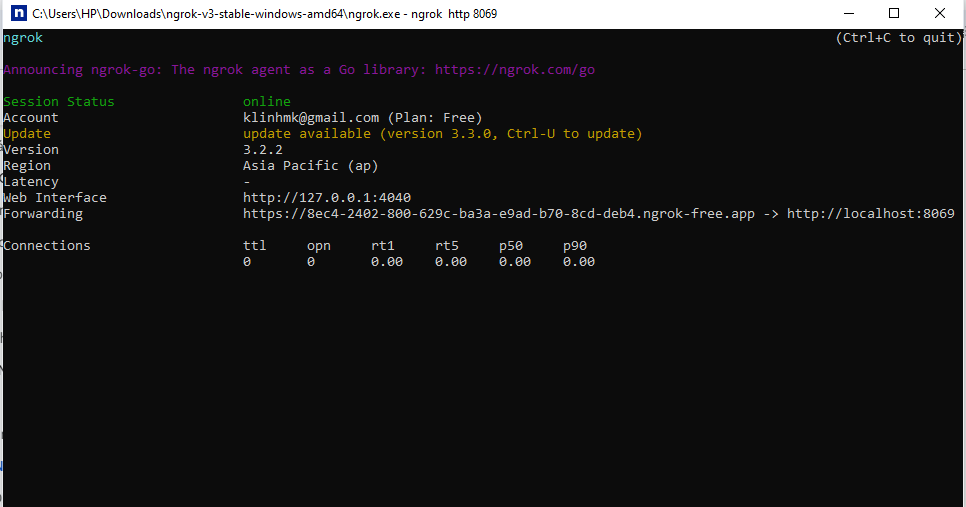 C:\Users\HP\Downloads\ngrok-v3-stable-windows-amd64\ngrok.exe - ngrok http 8069
ngrok (Ctrl+C to quit)
Announcing ngrok-go: The ngrok agent as a Go library: https://ngrok.com/go
Session Status online
Account klinhmk@gmail.com (Plan: Free)
Update update available (version 3.3.0, Ctrl-U to update)
Version 3.2.2
Region Asia Pacific (ap)
Latency -
Web Interface http://127.0.0.1:4040
Forwarding https://8ec4-2402-800-629c-ba3a-e9ad-b70-8cd-deb4.ngrok-free.app -> http://localhost:8069
Connections ttl opn rt1 rt5 p50 p90
0 0 0.00 0.00 0.00 0.00